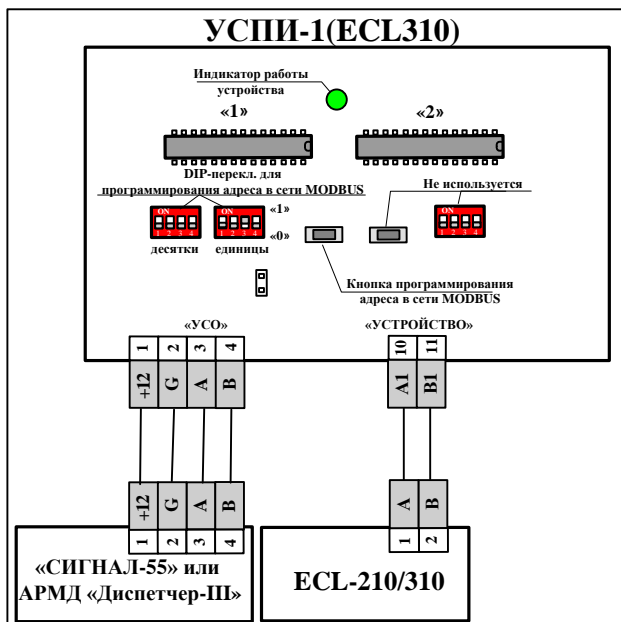 УСПИ-1(ECL310)
Индикатор работы
устройства
«1»
«2»
DIP-перекл. для
программирования адреса в сети MODBUS
Не используется
ON
1 2 3 4
ON
1 2 3 4
«1»
«0»
ON
1 2 3 4
десятки
единицы
Кнопка программирования
адреса в сети MODBUS
«УСО»
«УСТРОЙСТВО»
1 2 3 4
10 11
+12 G A B
A1 B1
+12 G A B
A B
1 2 3 4
1 2
«СИГНАЛ-55» или
АРМД «Диспетчер-III»
ECL-210/310